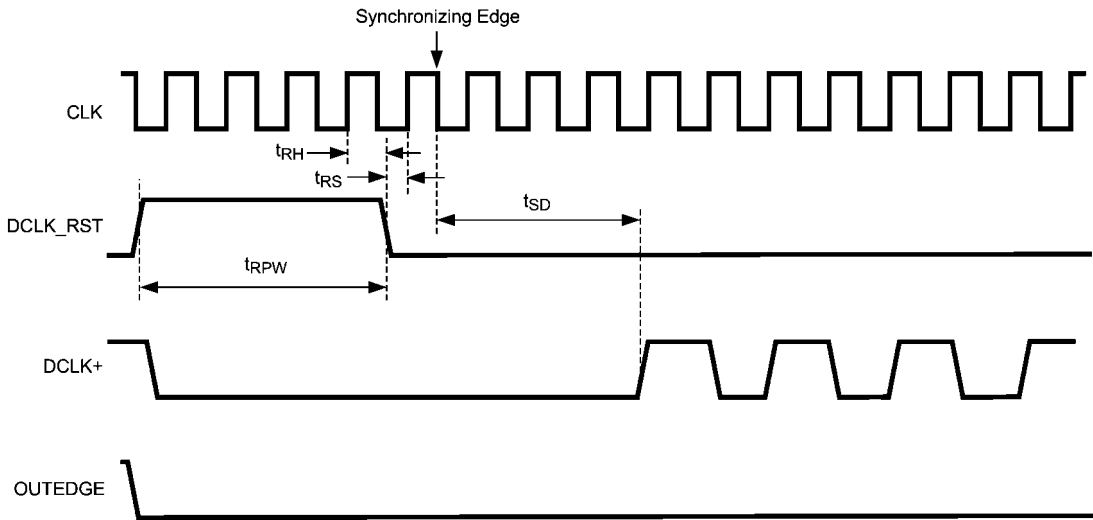 Synchronizing Edge
CLK
tRH
tRS
tSD
DCLK_RST
tRPW
DCLK+
OUTEDGE